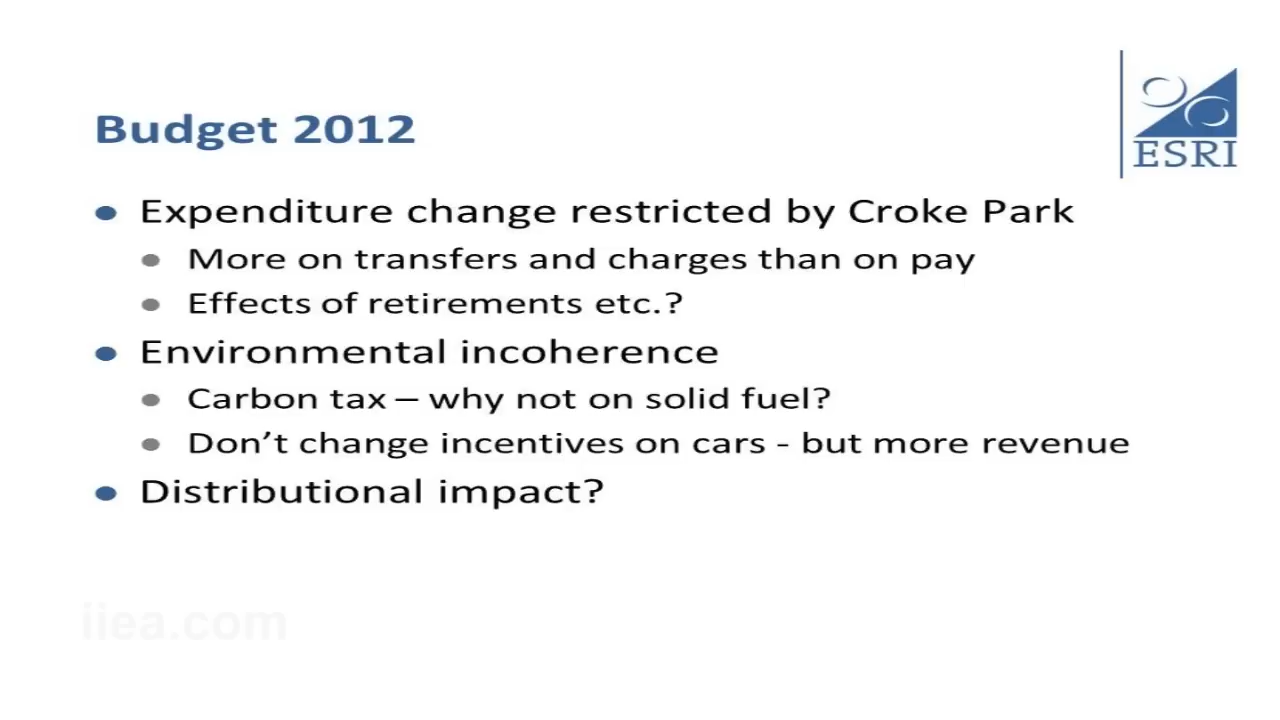 Budget 2012
ESRI
Expenditure change restricted by Croke Park
More on transfers and charges than on pay
Effects of retirements etc.?
Environmental incoherence
Carbon tax – why not on solid fuel?
Don’t change incentives on cars - but more revenue
Distributional impact?
iiea.com